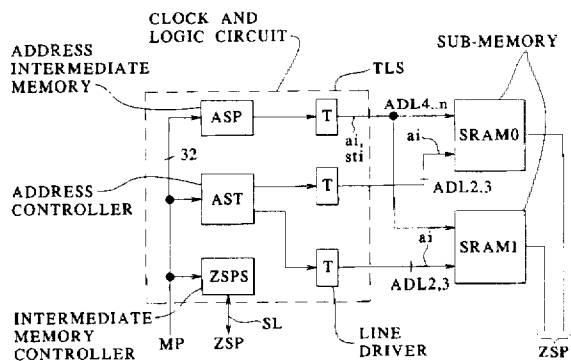 CLOCK AND
LOGIC CIRCUIT
ADDRESS
INTERMEDIATE
MEMORY
TLS
SUB-MEMORY
ASP
T
ADL4..n
SRAM0
ai,
sti
ai
32
ADDRESS
CONTROLLER
AST
T
ADL2,3
SRAM1
ai
ZSPS
T
ADL2,3
INTERMEDIATE
MEMORY
CONTROLLER
MP
SL
ZSP
LINE
DRIVER
ZSP